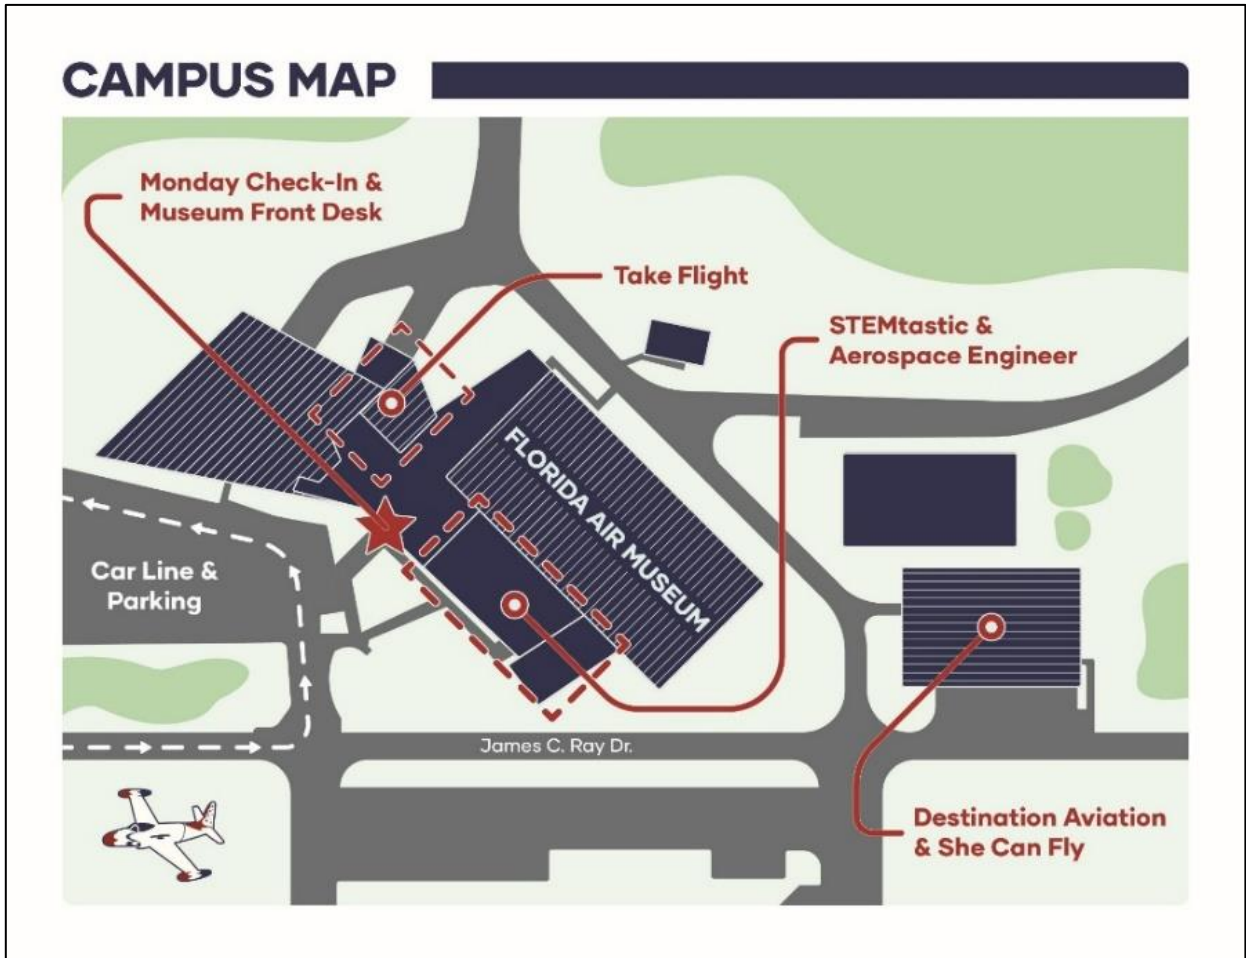 CAMPUS MAP
Monday Check-In &
Museum Front Desk
Take Flight
STEMtastic &
Aerospace Engineer
FLORIDA AIR MUSEUM
Car Line &
Parking
James C. Ray Dr.
Destination Aviation
& She Can Fly